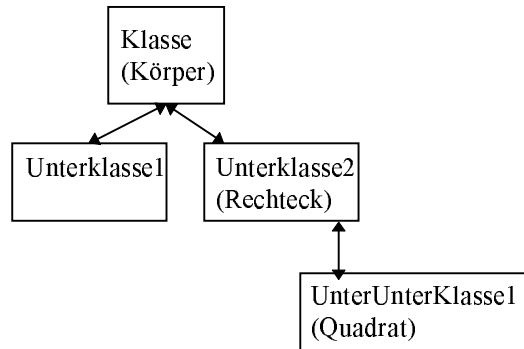 Klasse
(Körper)
Unterklasse1
Unterklasse2
(Rechteck)
UnterUnterKlasse1
(Quadrat)